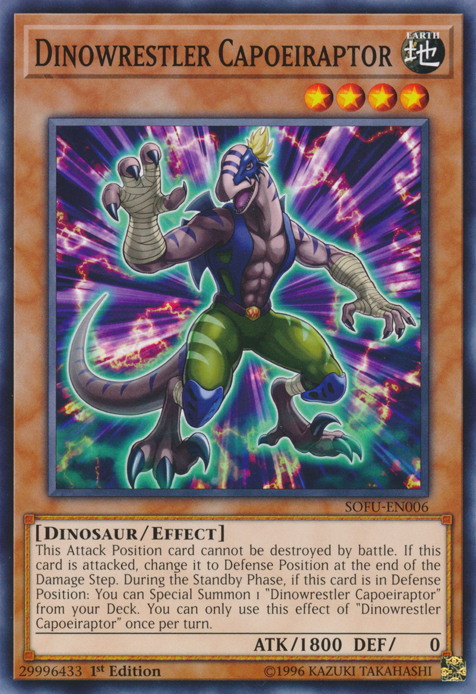 DINOWRESTLER CAPOEIRAPTOR
EARTH
地
SOFU-EN006
[DINOSAUR/EFFECT]
This Attack Position card cannot be destroyed by battle. If this
card is attacked, change it to Defense Position at the end of the
Damage Step. During the Standby Phase, if this card is in Defense
Position: You can Special Summon 1 "Dinowrestler Capoeiraptor"
from your Deck. You can only use this effect of "Dinowrestler
Capoeiraptor" once per turn.
ATK/1800 DEF/ 0
29996433 1st Edition ©1996 KAZUKI TAKAHASHI